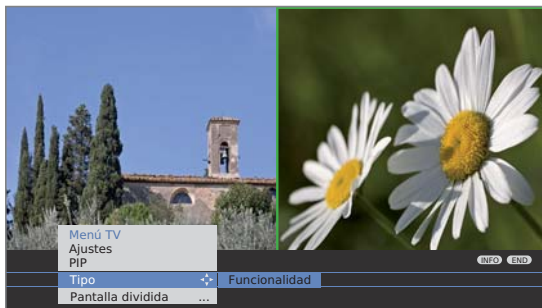 Menú TV
Ajustes
PIP
Tipo Funcionalidad
Pantalla dividida ...
INFO END